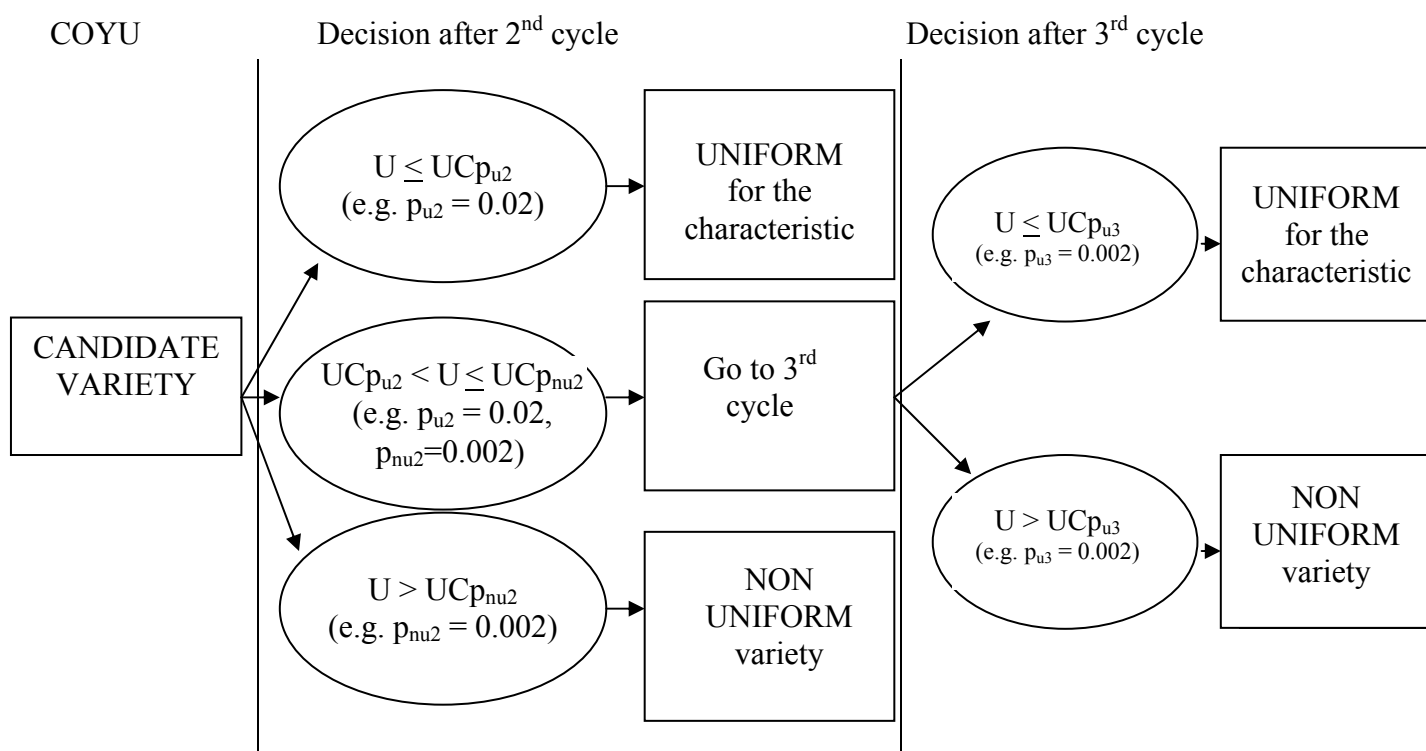 COYU
Decision after 2nd cycle
Decision after 3rd cycle
CANDIDATE
VARIETY
U ≤ UCpu2
(e.g. pu2 = 0.02)
UNIFORM
for the
characteristic
UCpu2 < U ≤ UCpnu2
(e.g. pu2 = 0.02,
pnu2=0.002)
Go to 3rd
cycle
U > UCpnu2
(e.g. pnu2 = 0.002)
NON
UNIFORM
variety
U ≤ UCpu3
(e.g. pu3 = 0.002)
UNIFORM
for the
characteristic
U > UCpu3
(e.g. pu3 = 0.002)
NON
UNIFORM
variety